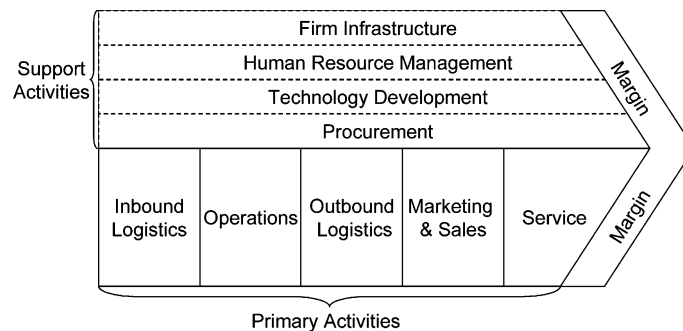 Firm Infrastructure
Human Resource Management
Technology Development
Procurement
Support
Activities
Margin
Inbound
Logistics
Operations
Outbound
Logistics
Marketing
& Sales
Service
Margin
Primary Activities